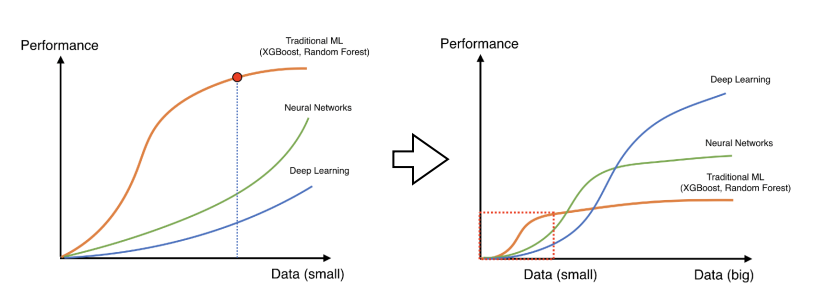 Performance
Traditional ML
(XGBoost, Random Forest)
Neural Networks
Deep Learning
Data (small)
Performance
Deep Learning
Neural Networks
Traditional ML
(XGBoost, Random Forest)
Data (small)
Data (big)